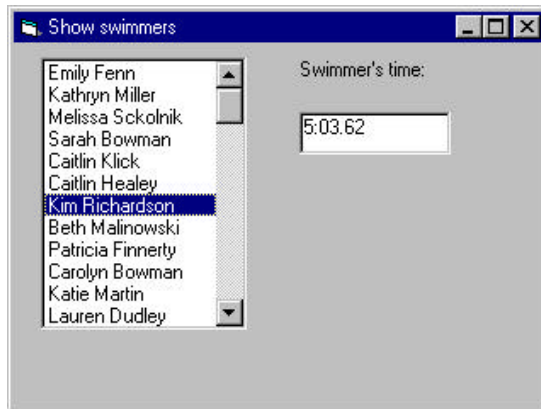 Show swimmers
Emily Fenn
Kathryn Miller
Melissa Sckolnik
Sarah Bowman
Caitlin Klick
Caitlin Healey
Kim Richardson
Beth Malinowski
Patricia Finnerty
Carolyn Bowman
Katie Martin
Lauren Dudley
Swimmer's time:
5:03.62